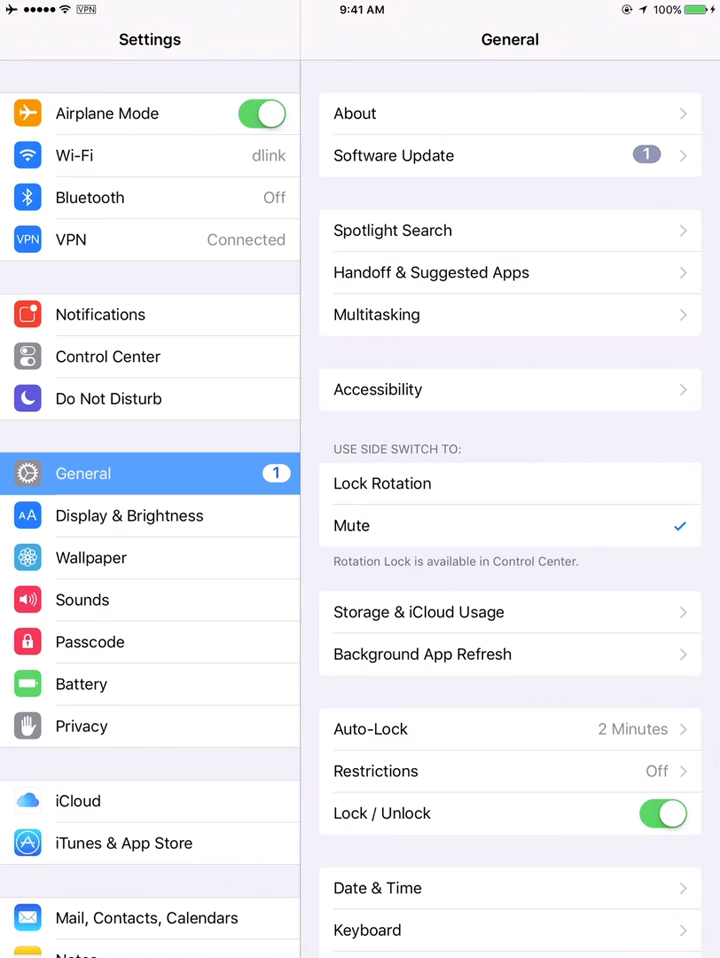 VPN
9:41 AM
100%
Settings
General
Airplane Mode
Wi-Fi dlink
Bluetooth Off
VPN VPN Connected
Notifications
Control Center
Do Not Disturb
General 1
AA Display & Brightness
Wallpaper
Sounds
Passcode
Battery
Privacy
iCloud
iTunes & App Store
Mail, Contacts, Calendars
Notes
About
Software Update 1
Spotlight Search
Handoff & Suggested Apps
Multitasking
Accessibility
USE SIDE SWITCH TO:
Lock Rotation
Mute
Rotation Lock is available in Control Center.
Storage & iCloud Usage
Background App Refresh
Auto-Lock 2 Minutes
Restrictions Off
Lock / Unlock
Date & Time
Keyboard